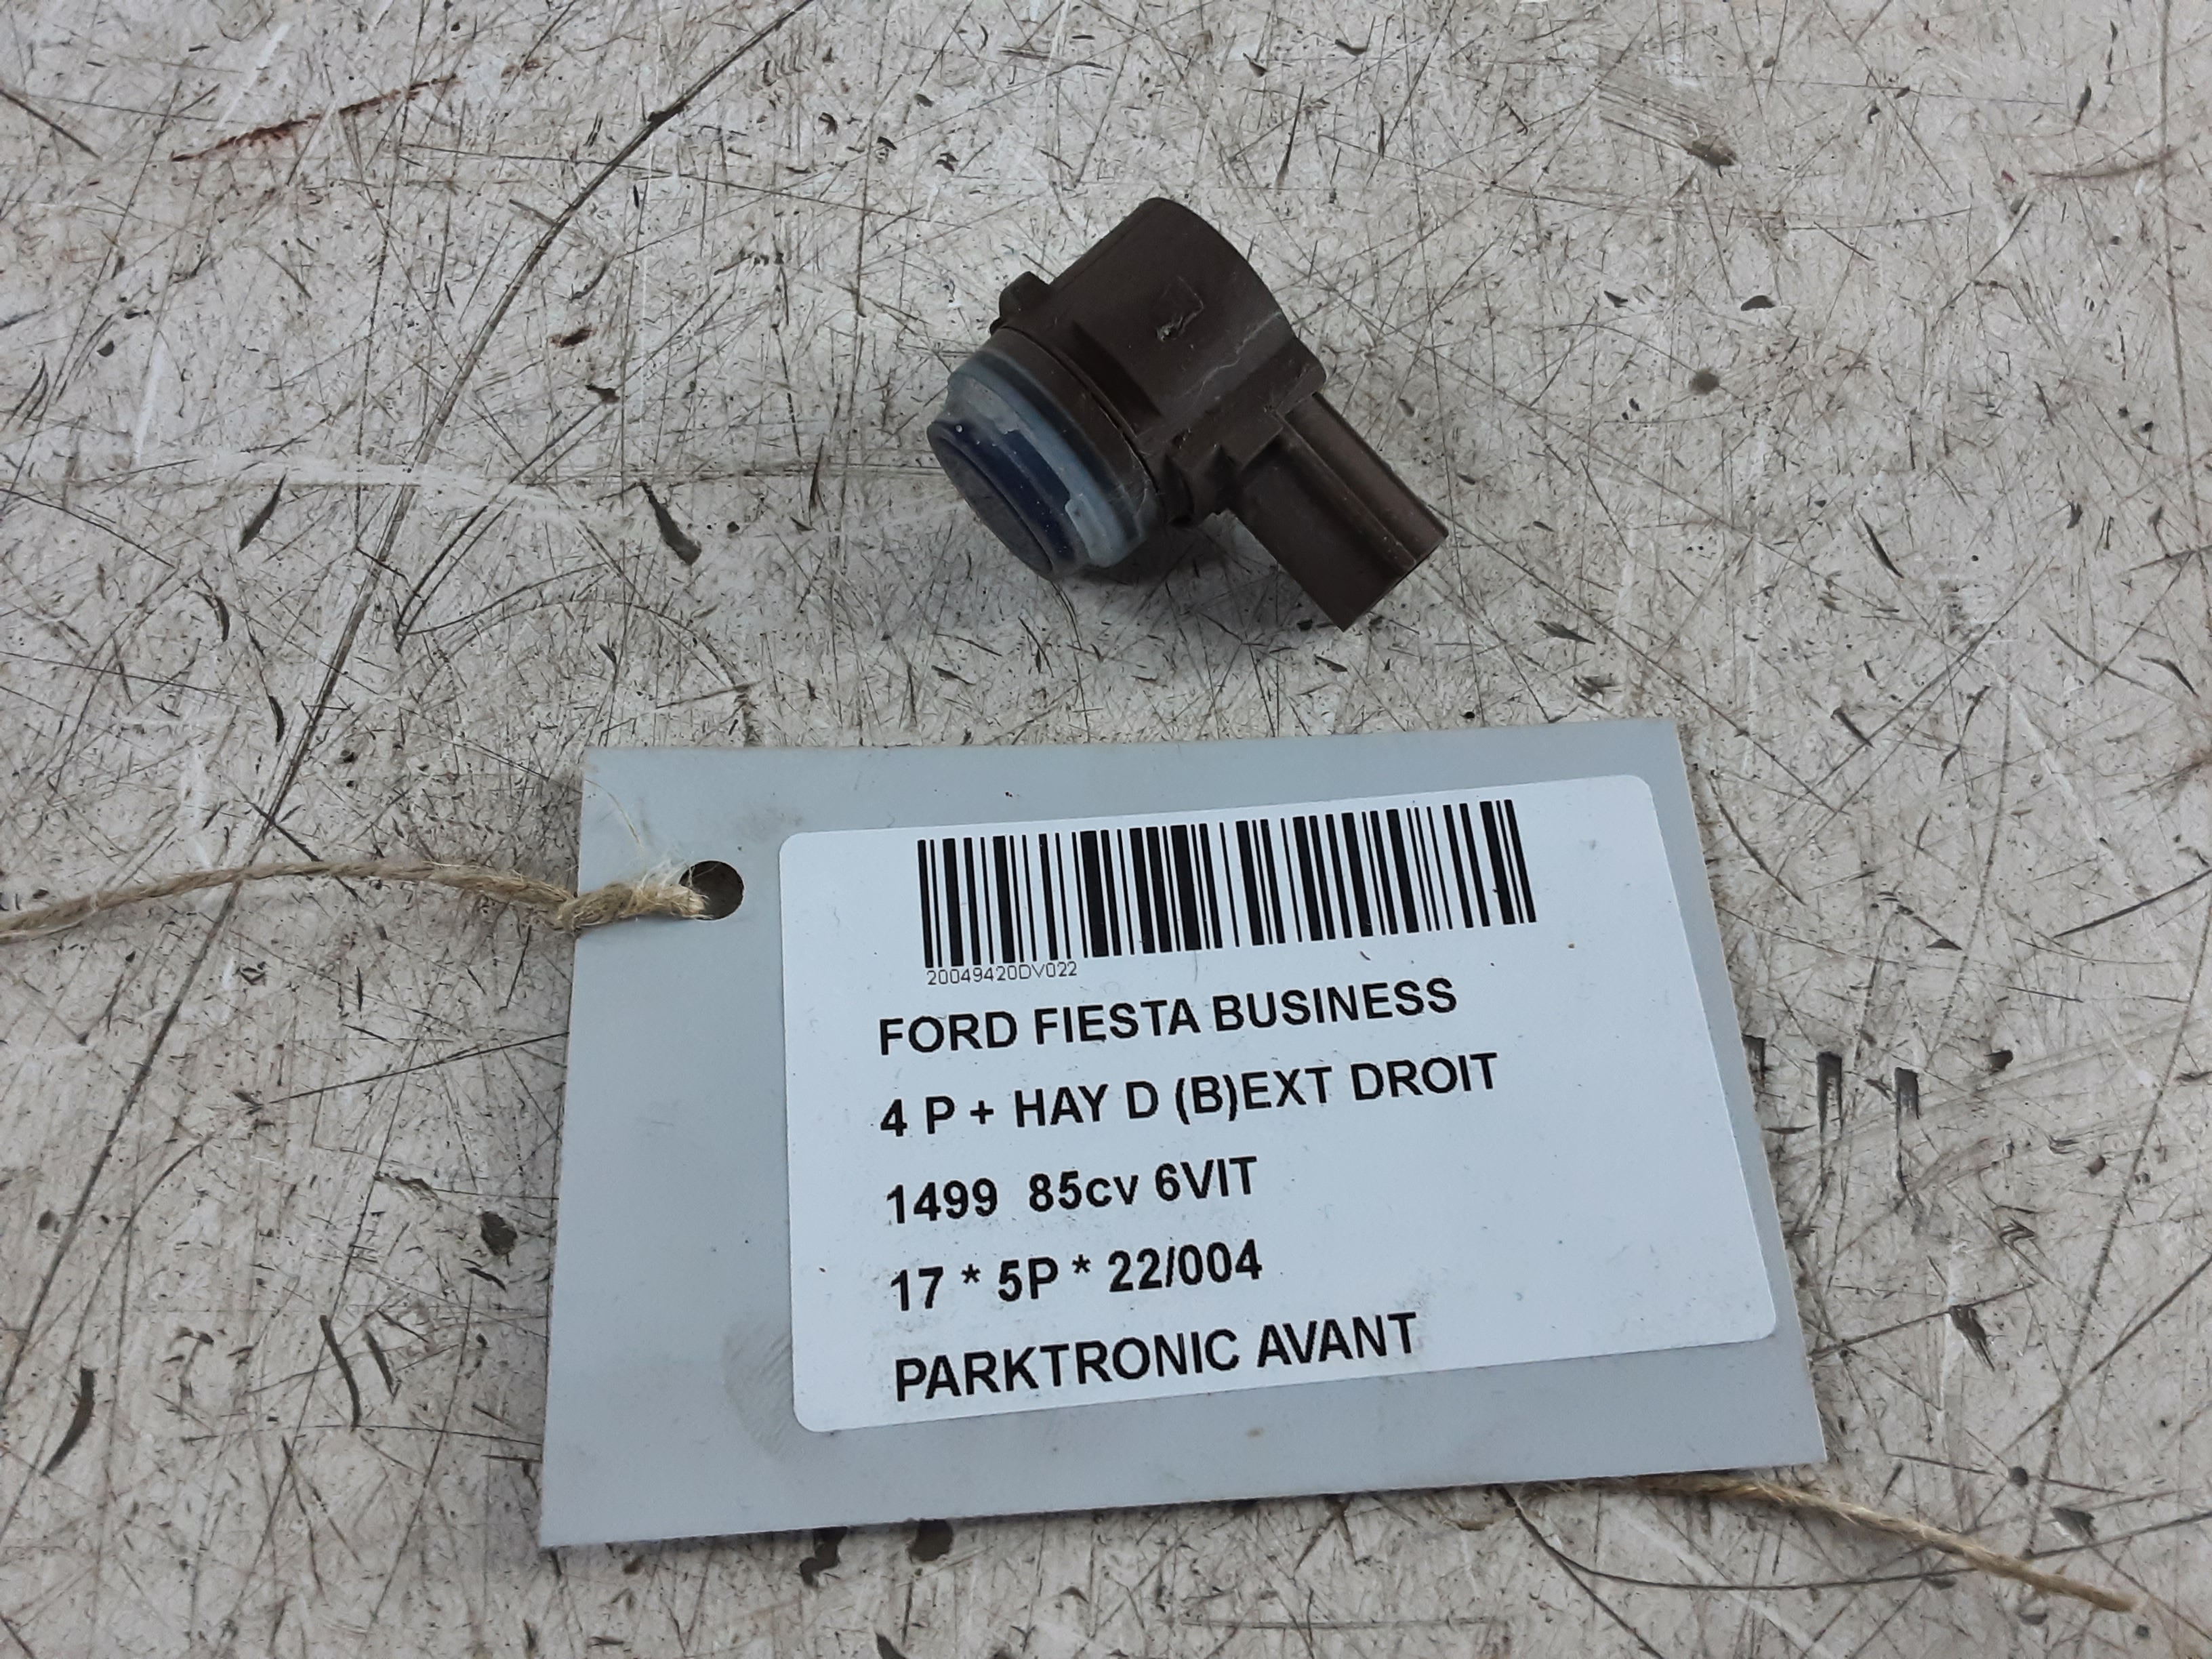 20049420DV022
FORD FIESTA BUSINESS
4 P + HAY D (B)EXT DROIT
1499 85cv 6VIT
17 * 5P * 22/004
PARKTRONIC AVANT